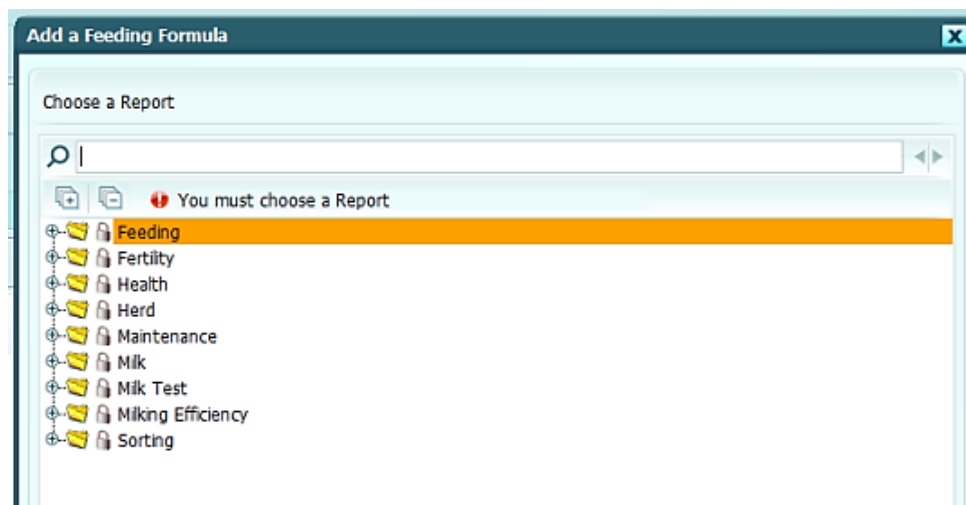 Add a Feeding Formula
Choose a Report
You must choose a Report
Feeding
Fertility
Health
Herd
Maintenance
Milk
Milk Test
Milking Efficiency
Sorting